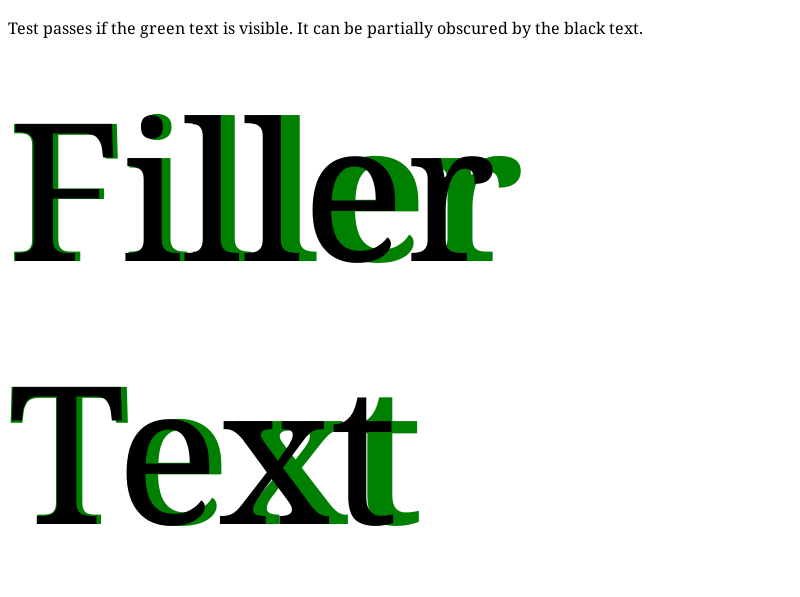 Test passes if the green text is visible. It can be partially obscured by the black text.
Filler
Text